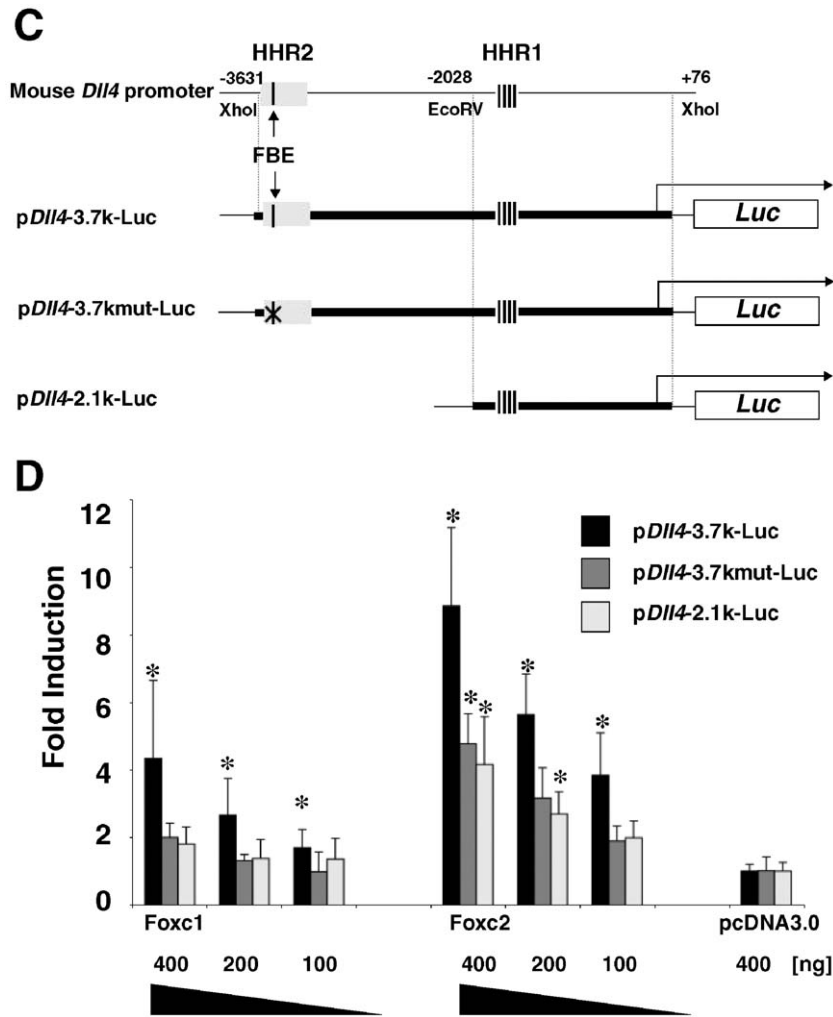 C
HHR2 HHR1
-3631 -2028 +76
Mouse Dll4 promoter
XhoI EcoRV XhoI
FBE
pDll4-3.7k-Luc Luc
pDll4-3.7kmut-Luc Luc
pDll4-2.1k-Luc Luc
D
Fold Induction
12
10
8
6
4
2
0
* * * * * * * * *
pDll4-3.7k-Luc
pDll4-3.7kmut-Luc
pDll4-2.1k-Luc
Foxc1 Foxc2 pcDNA3.0
400 200 100 400 200 100 400 [ng]